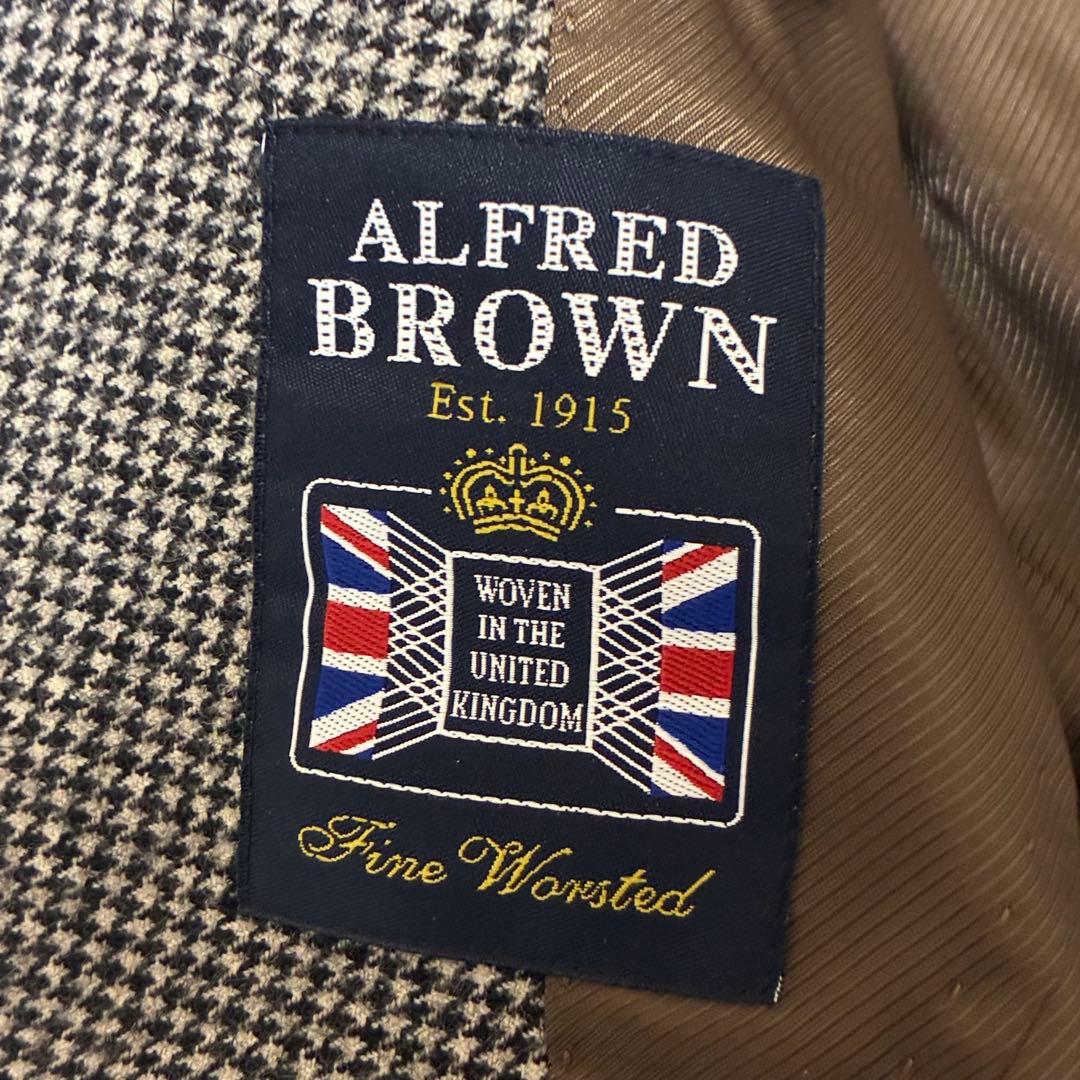 ALFRED
BROWN
Est. 1915
WOVEN
IN THE
UNITED
KINGDOM
Fine Worsted